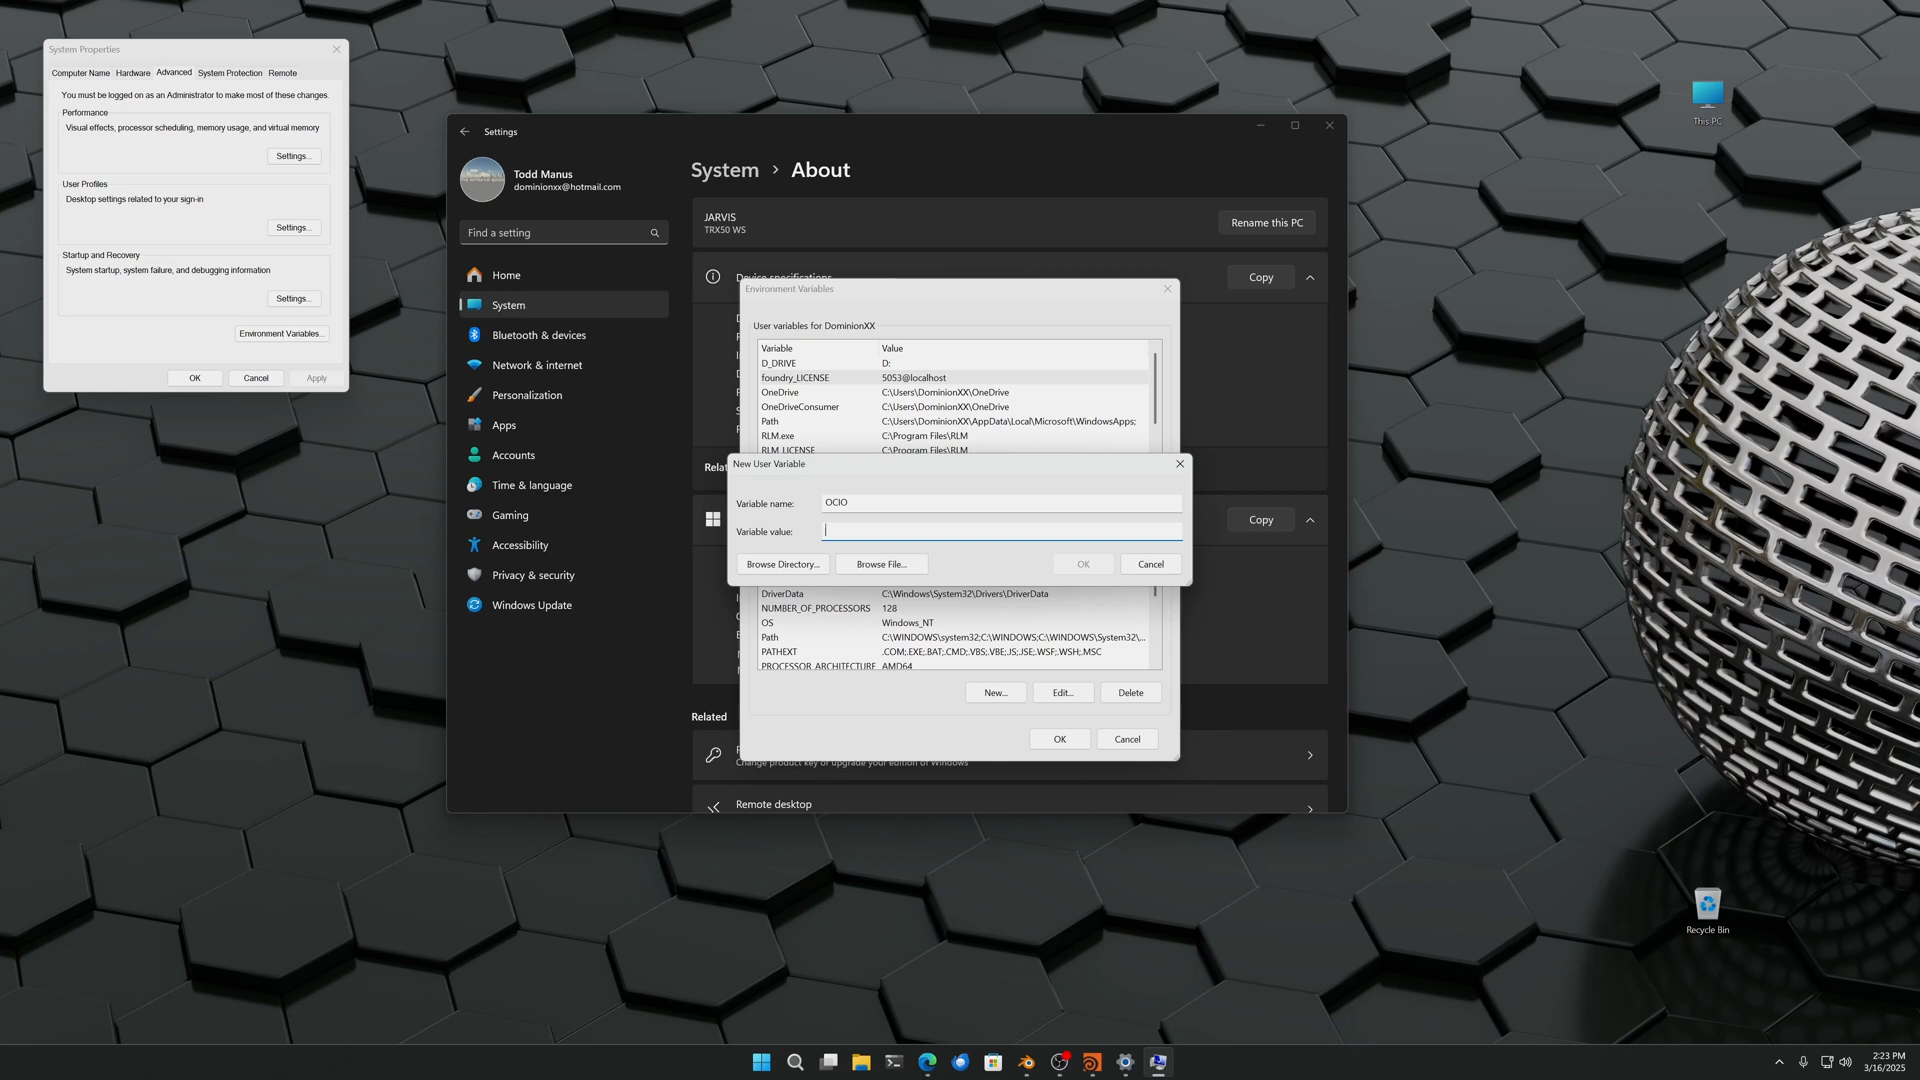 System Properties
Computer Name Hardware Advanced System Protection Remote
You must be logged on as an Administrator to make most of these changes.
Performance
Visual effects, processor scheduling, memory usage, and virtual memory
Settings...
User Profiles
Desktop settings related to your sign-in
Settings...
Startup and Recovery
System startup, system failure, and debugging information
Settings...
Environment Variables...
OK Cancel Apply
Settings
Todd Manus
dominionxx@hotmail.com
Find a setting
Home
System
Bluetooth & devices
Network & internet
Personalization
Apps
Accounts
Time & language
Gaming
Accessibility
Privacy & security
Windows Update
System > About
JARVIS
TRX50 WS
Rename this PC
Device specifications
Copy
Environment Variables
User variables for DominionXX
Variable Value
D_DRIVE D:
foundry_LICENSE 5053@localhost
OneDrive C:\Users\DominionXX\OneDrive
OneDriveConsumer C:\Users\DominionXX\OneDrive
Path C:\Users\DominionXX\AppData\Local\Microsoft\WindowsApps;
RLM.exe C:\Program Files\RLM
RLM_LICENSE C:\Program Files\RLM
New User Variable
Variable name: OCIO
Variable value:
Browse Directory... Browse File... OK Cancel
Copy
DriverData C:\Windows\System32\Drivers\DriverData
NUMBER_OF_PROCESSORS 128
OS Windows_NT
Path C:\WINDOWS\system32;C:\WINDOWS;C:\WINDOWS\System32\...
PATHEXT .COM;.EXE;.BAT;.CMD;.VBS;.VBE;.JS;.JSE;.WSF;.WSH;.MSC
PROCESSOR_ARCHITECTURE AMD64
New... Edit... Delete
OK Cancel
Related
Change product key or upgrade your edition of Windows
Remote desktop
This PC
Recycle Bin
2:23 PM
3/16/2025